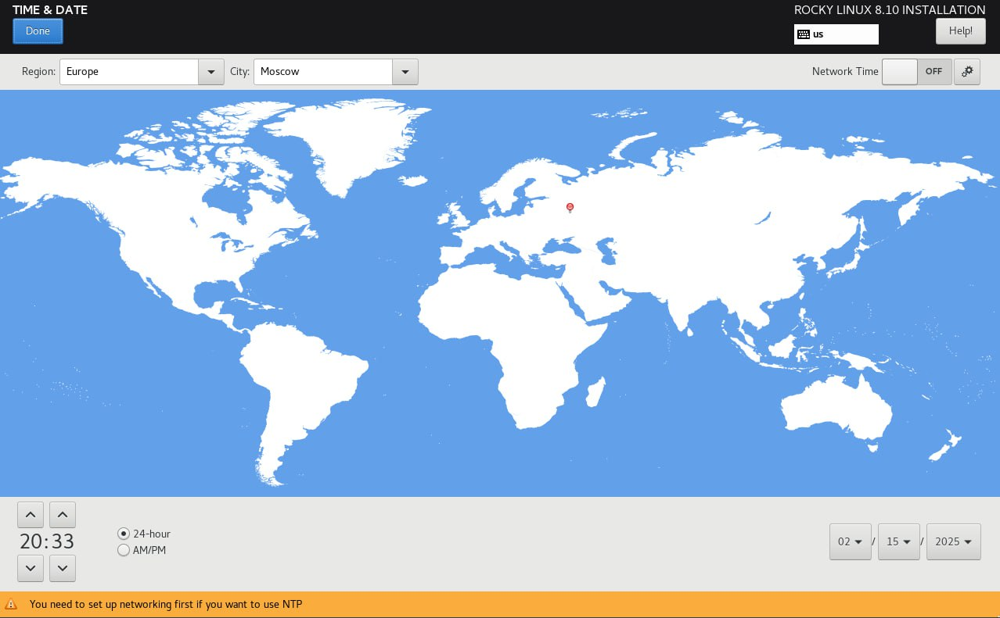 TIME & DATE
ROCKY LINUX 8.10 INSTALLATION
Done
us
Help!
Region: Europe City: Moscow Network Time OFF
20:33
24-hour
AM/PM
02 / 15 / 2025
You need to set up networking first if you want to use NTP